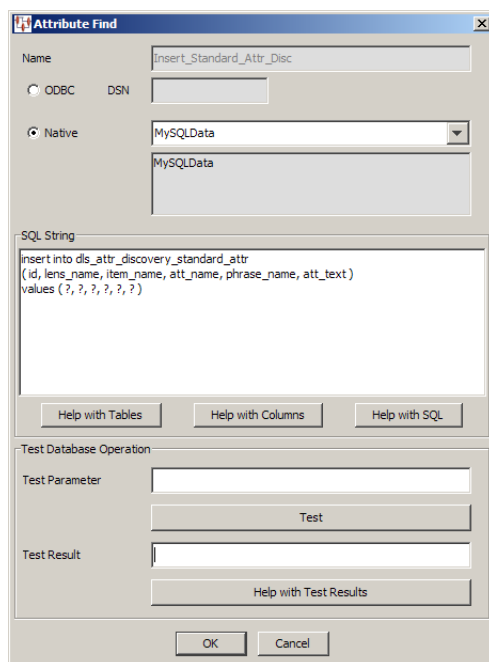 Attribute Find
Name Insert_Standard_Attr_Disc
ODBC DSN
Native MySQLData
MySQLData
SQL String
insert into dls_attr_discovery_standard_attr
( id, lens_name, item_name, att_name, phrase_name, att_text )
values ( ?, ?, ?, ?, ?, ? )
Help with Tables Help with Columns Help with SQL
Test Database Operation
Test Parameter
Test
Test Result
Help with Test Results
OK Cancel